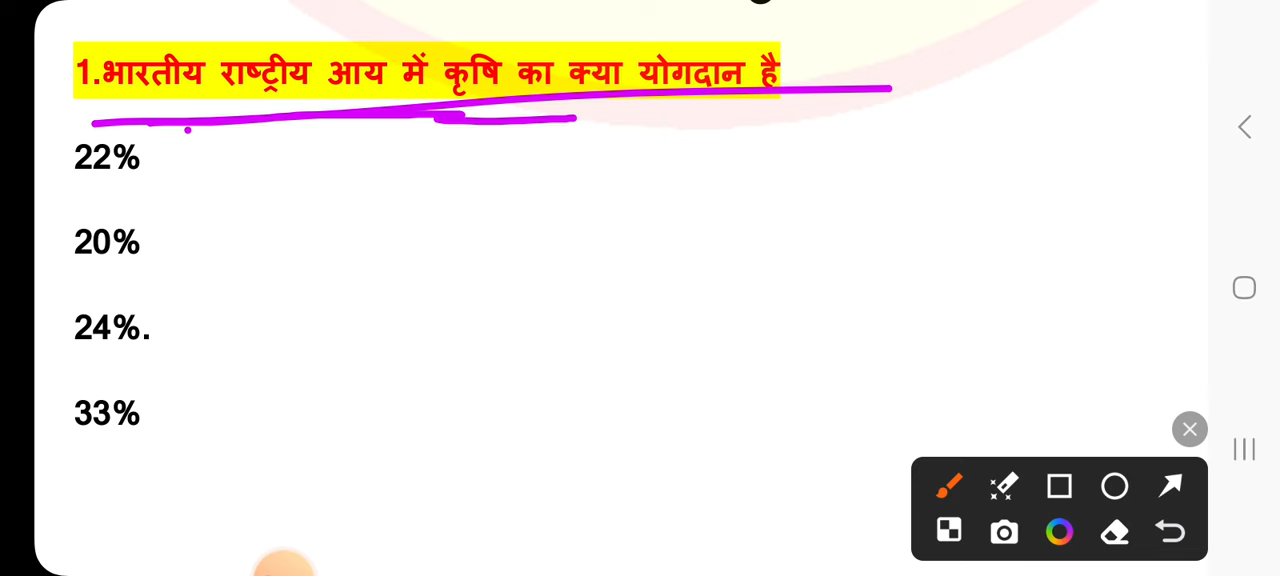 1.भारतीय राष्ट्रीय आय में कृषि का क्या योगदान है
22%
20%
24%.
33%